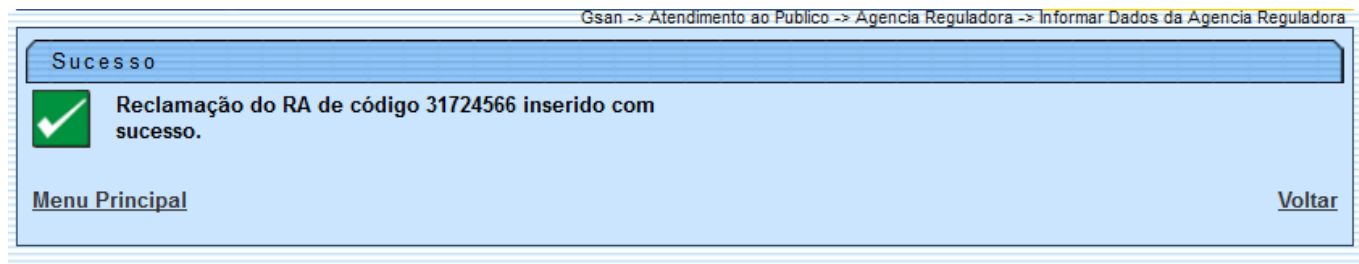 Gsan -> Atendimento ao Publico -> Agencia Reguladora -> Informar Dados da Agencia Reguladora
Sucesso
Reclamação do RA de código 31724566 inserido com
sucesso.
Menu Principal
Voltar